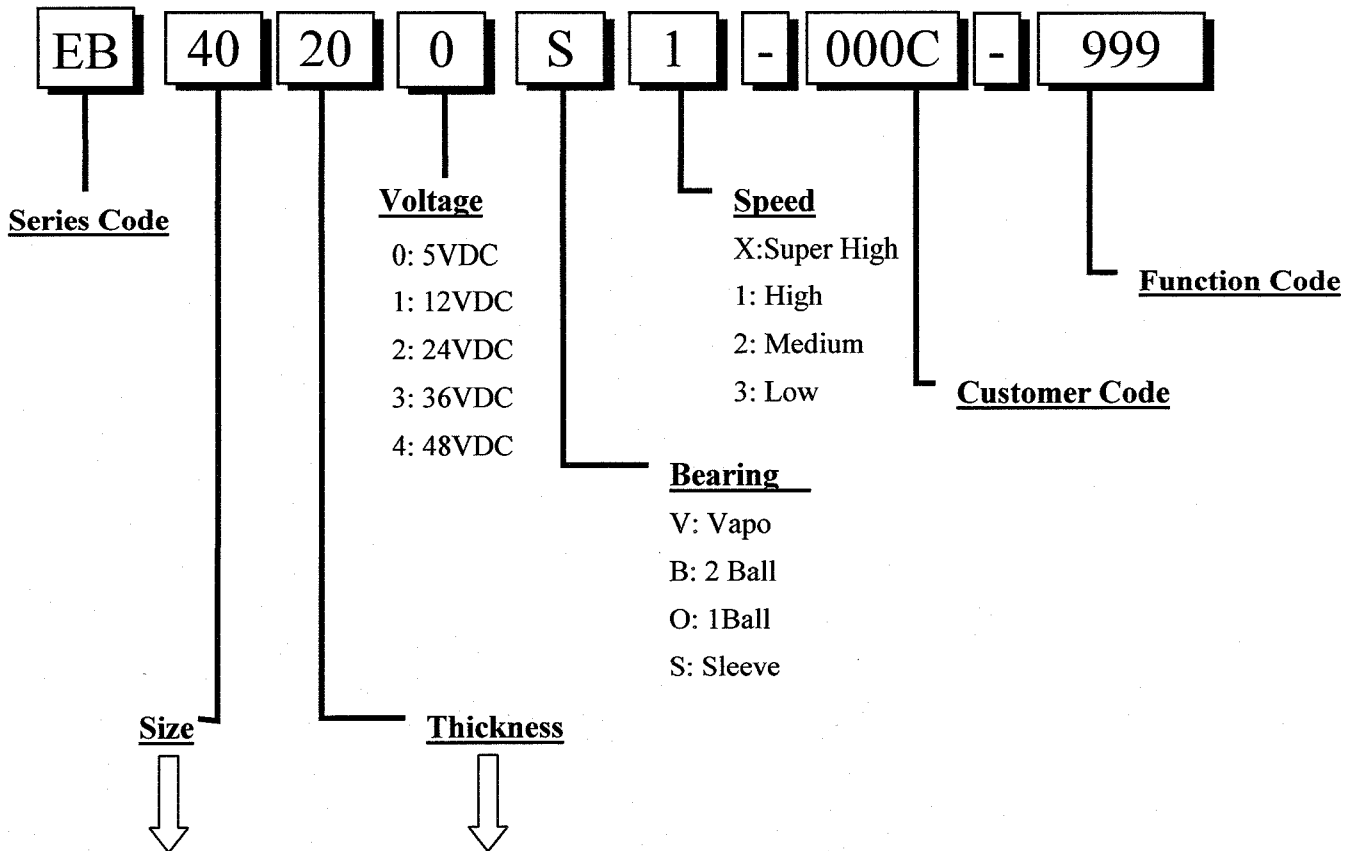 EB 40 20 0 S 1 - 000C - 999
Series Code
Voltage
0: 5VDC
1: 12VDC
2: 24VDC
3: 36VDC
4: 48VDC
Speed
X:Super High
1: High
2: Medium
3: Low
Function Code
Customer Code
Bearing
V: Vapo
B: 2 Ball
O: 1Ball
S: Sleeve
Size
Thickness